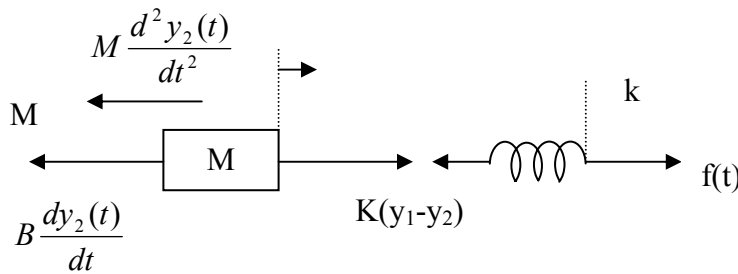 M d²y₂(t)/dt²
k
M
M
f(t)
K(y₁-y₂)
B dy₂(t)/dt